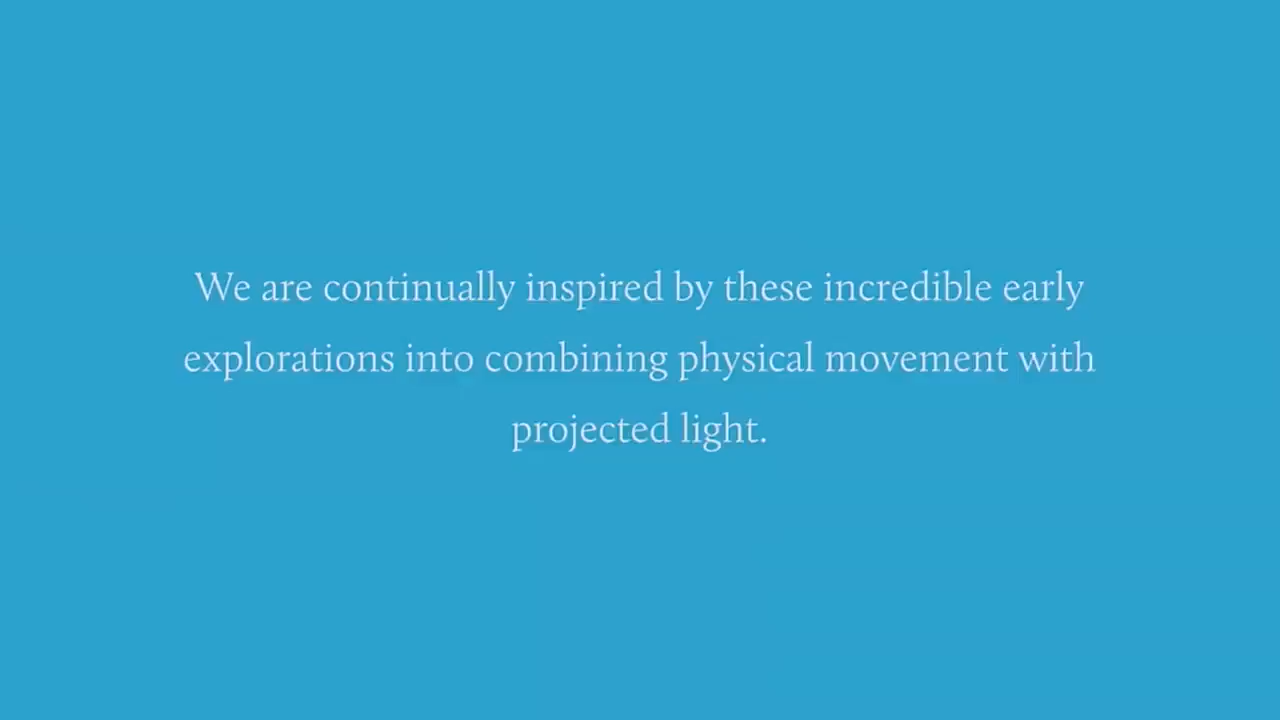 We are continually inspired by these incredible early
explorations into combining physical movement with
projected light.